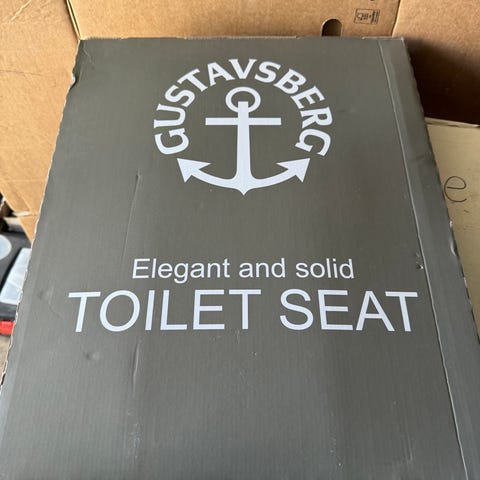 GUSTAVSBERG
Elegant and solid
TOILET SEAT
e